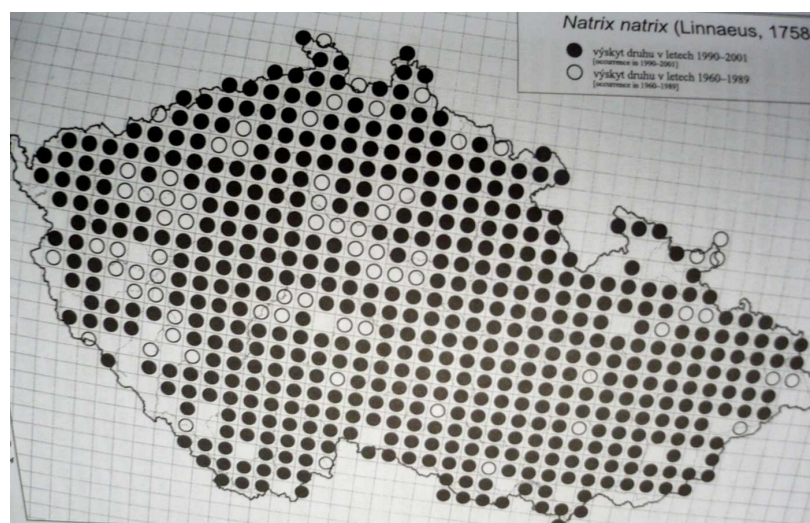 Natrix natrix (Linnaeus, 1758
výskyt druhu v letech 1990–2001
[occurrence in 1990–2001]
výskyt druhu v letech 1960–1989
[occurrence in 1960–1989]